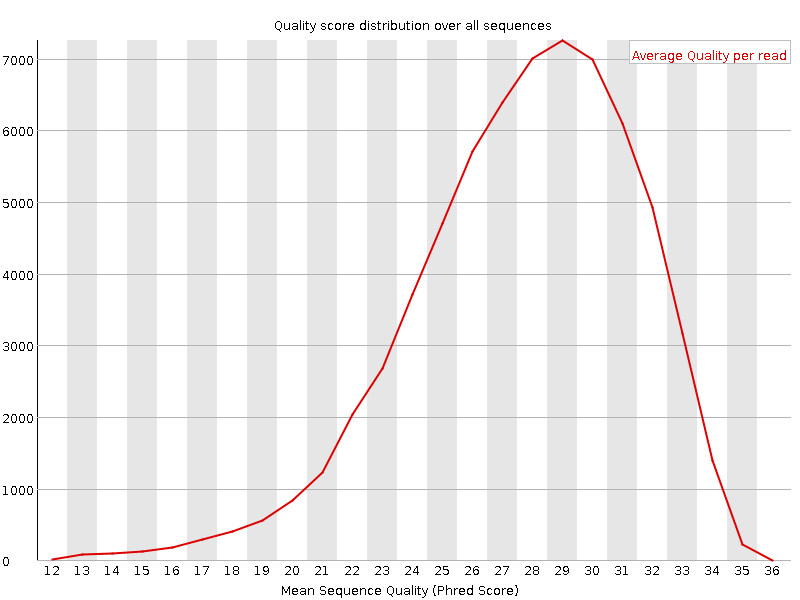 Quality score distribution over all sequences
Average Quality per read
7000
6000
5000
4000
3000
2000
1000
0
12 13 14 15 16 17 18 19 20 21 22 23 24 25 26 27 28 29 30 31 32 33 34 35 36
Mean Sequence Quality (Phred Score)